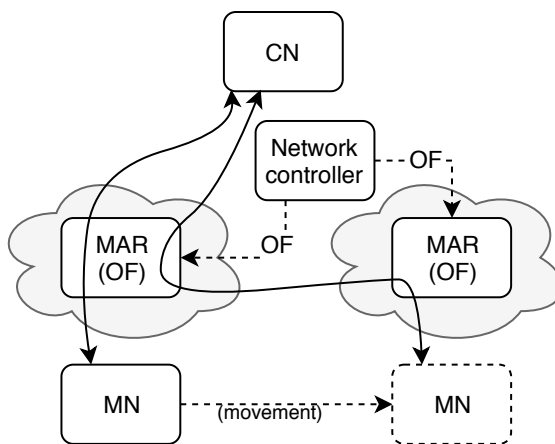 CN
Network
controller
OF
OF
MAR
(OF)
MAR
(OF)
MN
(movement)
MN